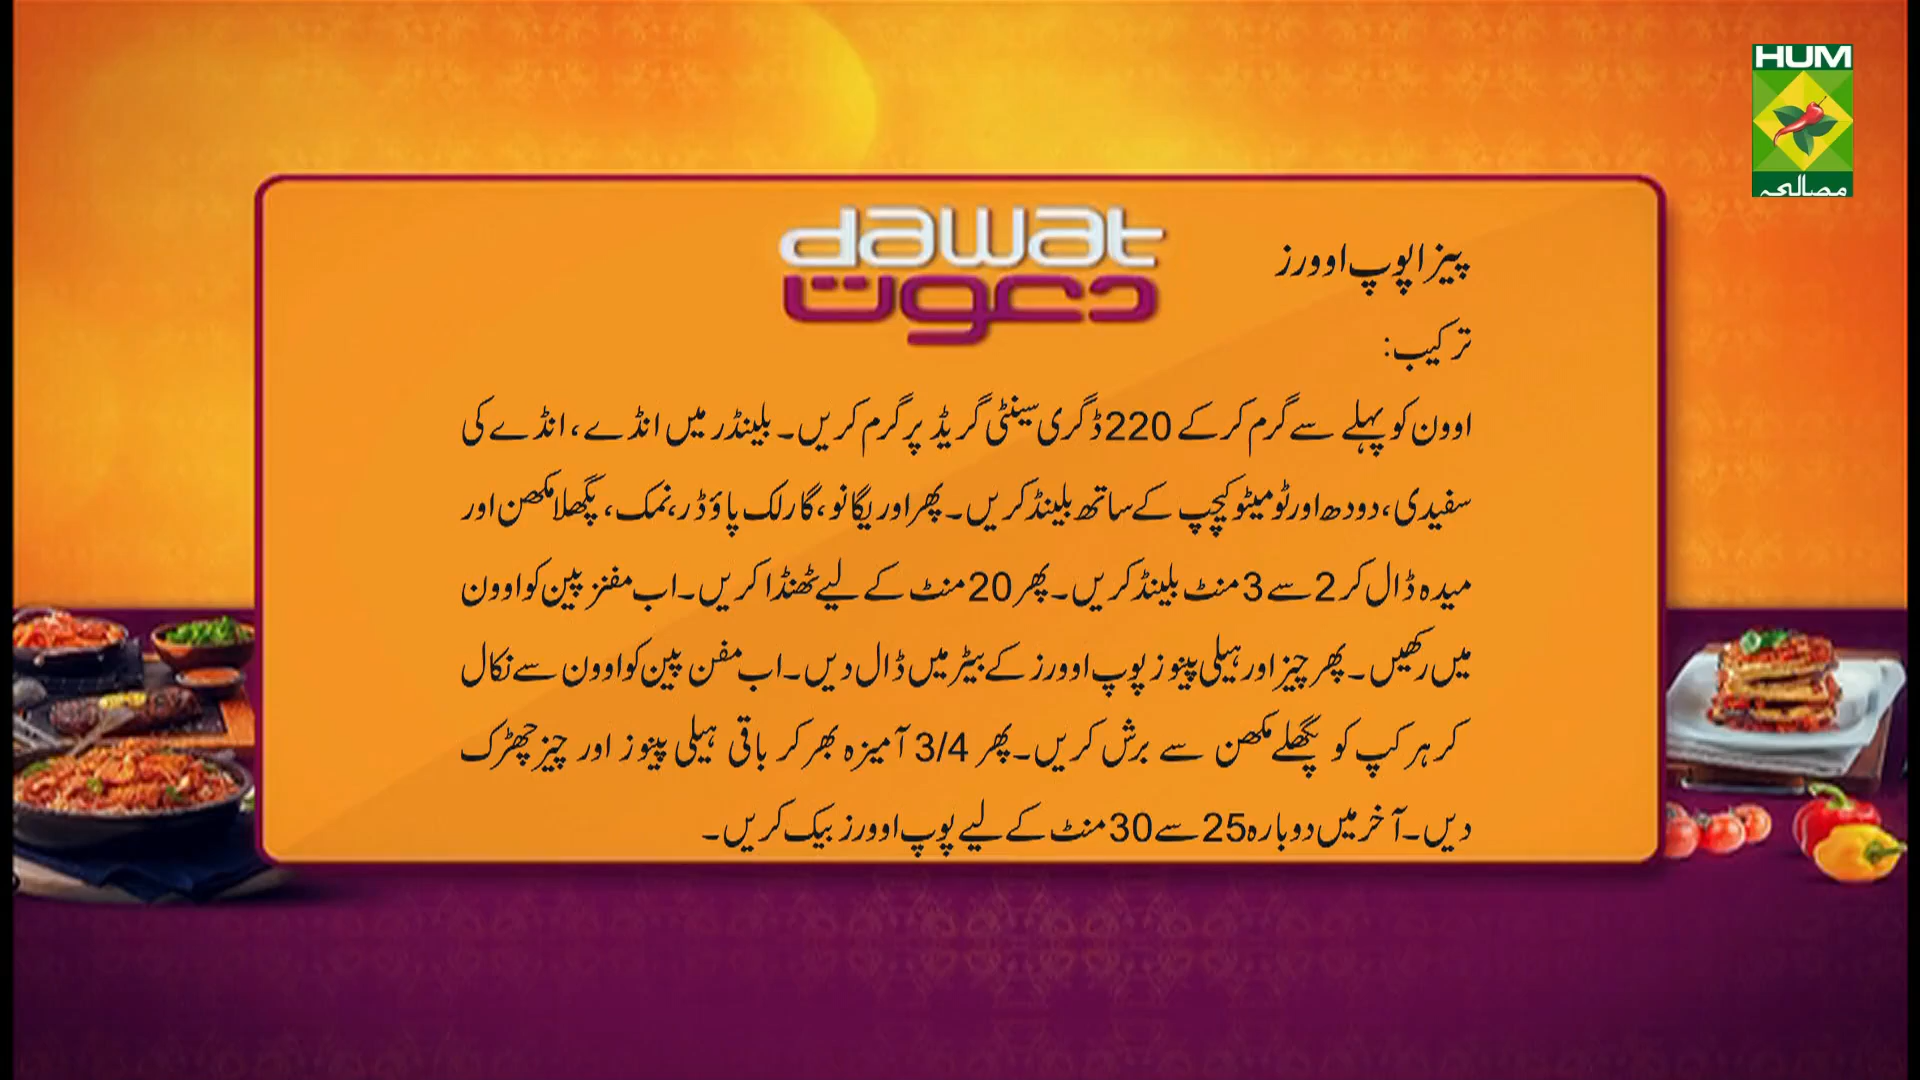 HUM
مصالحہ
dawat
دعوت
پیزا پوپ اوورز
ترکیب:
اوون کو پہلے سے گرم کر کے 220 ڈگری سینٹی گریڈ پر گرم کریں۔ بلینڈر میں انڈے، انڈے کی
سفیدی، دودھ اور ٹومیٹو کیچپ کے ساتھ بلینڈ کریں۔ پھر اوریگانو، گارلک پاؤڈر، نمک، پگھلا مکھن اور
میدہ ڈال کر 2 سے 3 منٹ بلینڈ کریں۔ پھر 20 منٹ کے لیے ٹھنڈا کریں۔ اب مفنز پین کو اوون
میں رکھیں۔ پھر چیز اور ہیلی پینوز پوپ اوورز کے بیٹر میں ڈال دیں۔ اب مفن پین کو اوون سے نکال
کر ہر کپ کو پگھلے مکھن سے برش کریں۔ پھر 3/4 آمیزہ بھر کر باقی ہیلی پینوز اور چیز چھڑک
دیں۔ آخر میں دوبارہ 25 سے 30 منٹ کے لیے پوپ اوورز بیک کریں۔